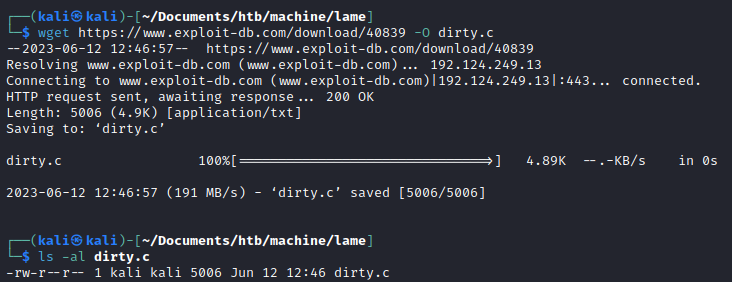 ┌──(kali㉿kali)-[~/Documents/htb/machine/lame]
└─$ wget https://www.exploit-db.com/download/40839 -O dirty.c
--2023-06-12 12:46:57--  https://www.exploit-db.com/download/40839
Resolving www.exploit-db.com (www.exploit-db.com)... 192.124.249.13
Connecting to www.exploit-db.com (www.exploit-db.com)|192.124.249.13|:443... connected.
HTTP request sent, awaiting response... 200 OK
Length: 5006 (4.9K) [application/txt]
Saving to: ‘dirty.c’
dirty.c 100%[===================================>] 4.89K --.-KB/s in 0s
2023-06-12 12:46:57 (191 MB/s) - ‘dirty.c’ saved [5006/5006]
┌──(kali㉿kali)-[~/Documents/htb/machine/lame]
└─$ ls -al dirty.c
-rw-r--r-- 1 kali kali 5006 Jun 12 12:46 dirty.c